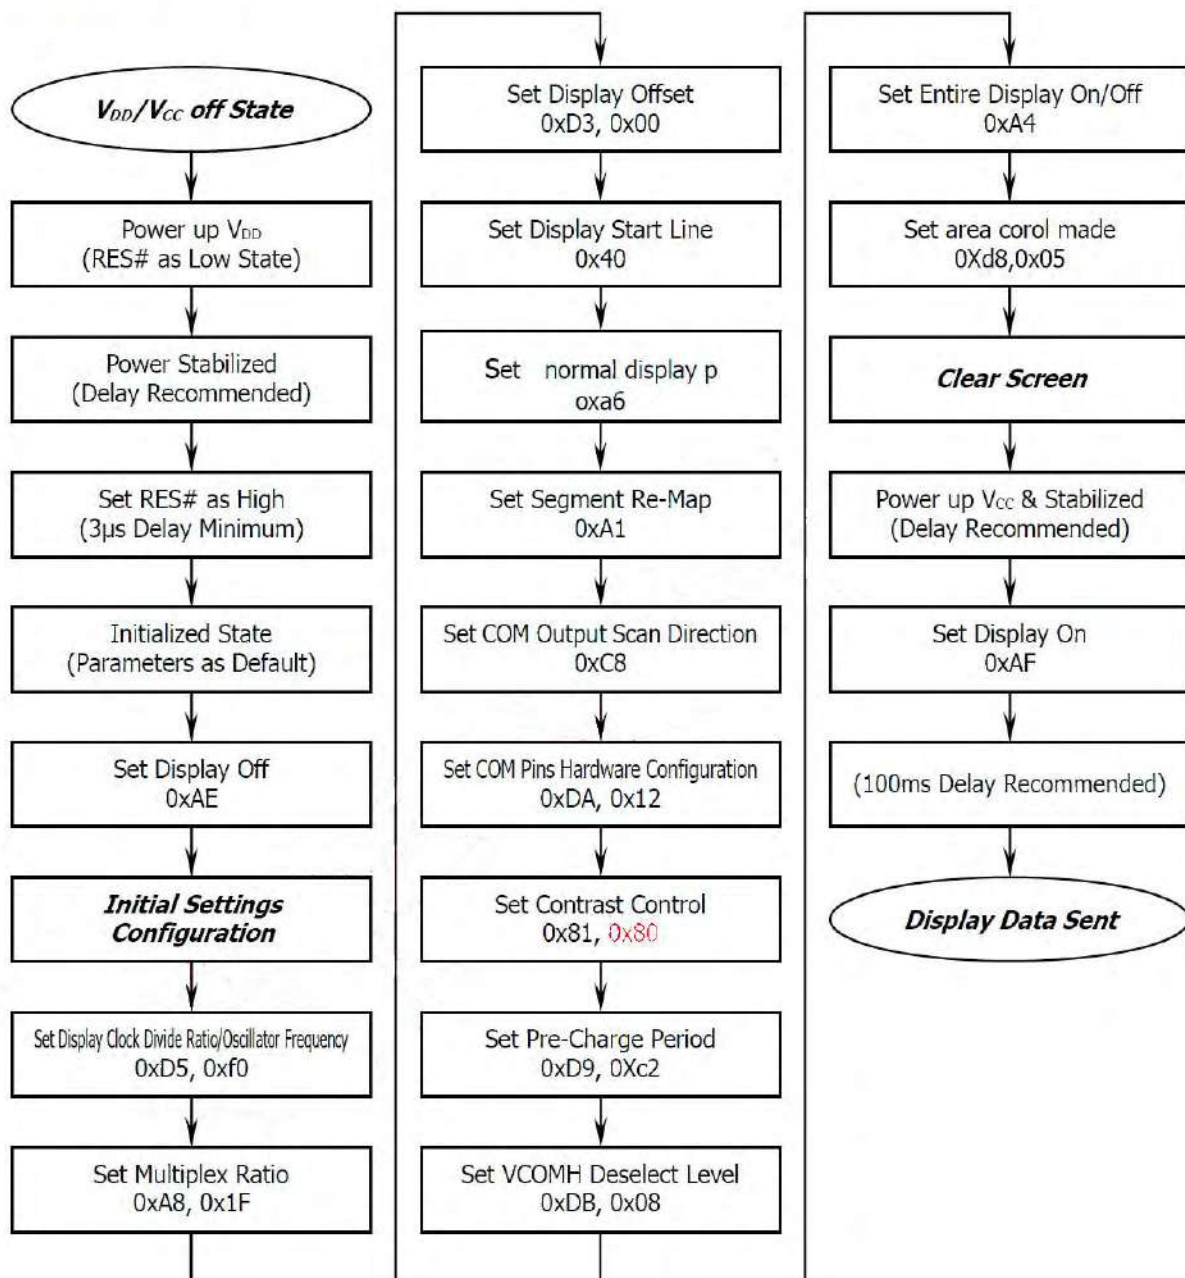 V_DD/V_CC off State
Power up V_DD
(RES# as Low State)
Power Stabilized
(Delay Recommended)
Set RES# as High
(3µs Delay Minimum)
Initialized State
(Parameters as Default)
Set Display Off
0xAE
Initial Settings
Configuration
Set Display Clock Divide Ratio/Oscillator Frequency
0xD5, 0xf0
Set Multiplex Ratio
0xA8, 0x1F
Set Display Offset
0xD3, 0x00
Set Display Start Line
0x40
Set normal display p
oxa6
Set Segment Re-Map
0xA1
Set COM Output Scan Direction
0xC8
Set COM Pins Hardware Configuration
0xDA, 0x12
Set Contrast Control
0x81, 0x80
Set Pre-Charge Period
0xD9, 0Xc2
Set VCOMH Deselect Level
0xDB, 0x08
Set Entire Display On/Off
0xA4
Set area corol made
0Xd8,0x05
Clear Screen
Power up V_CC & Stabilized
(Delay Recommended)
Set Display On
0xAF
(100ms Delay Recommended)
Display Data Sent